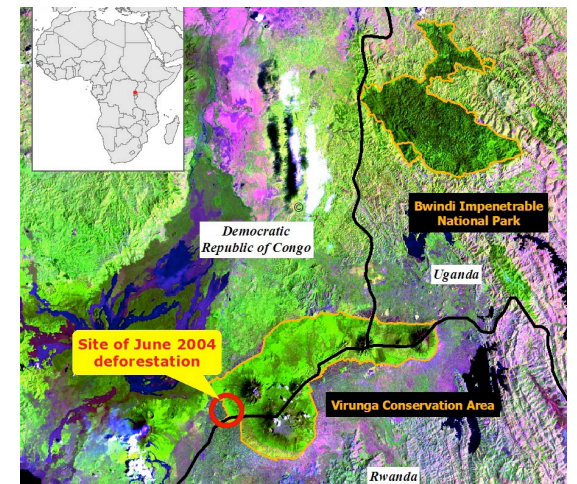 Bwindi Impenetrable
National Park
©
Democratic
Republic of Congo
Uganda
Site of June 2004
deforestation
Virunga Conservation Area
Rwanda